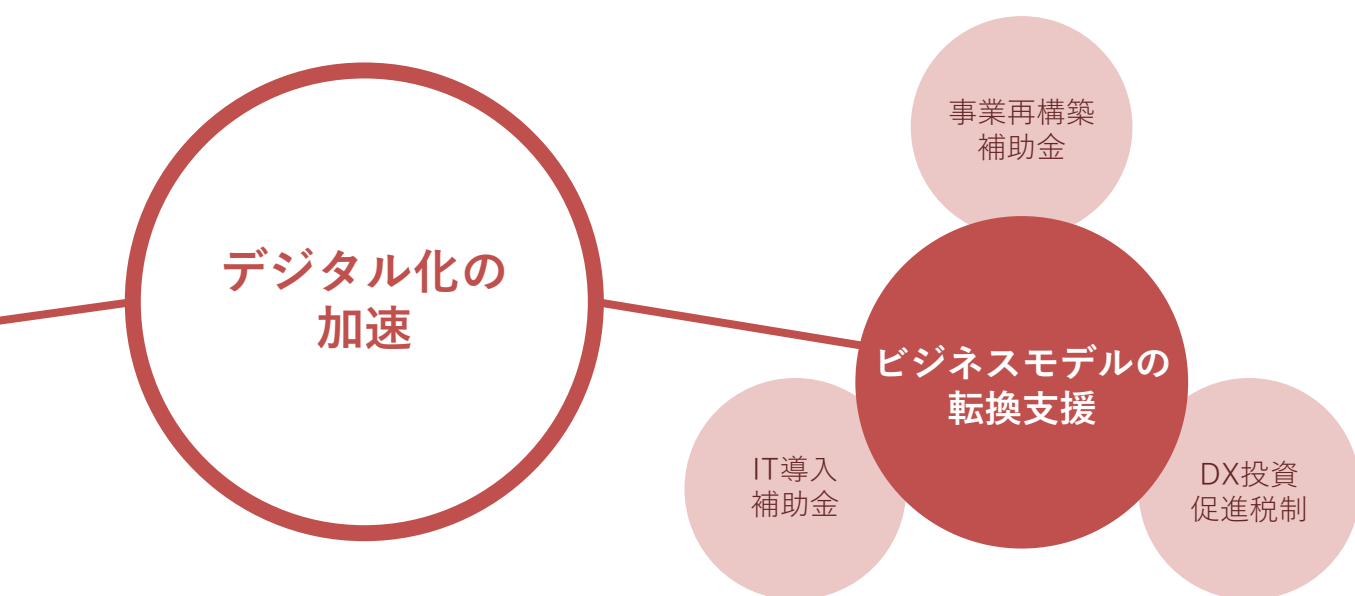 デジタル化の
加速
事業再構築
補助金
ビジネスモデルの
転換支援
IT導入
補助金
DX投資
促進税制